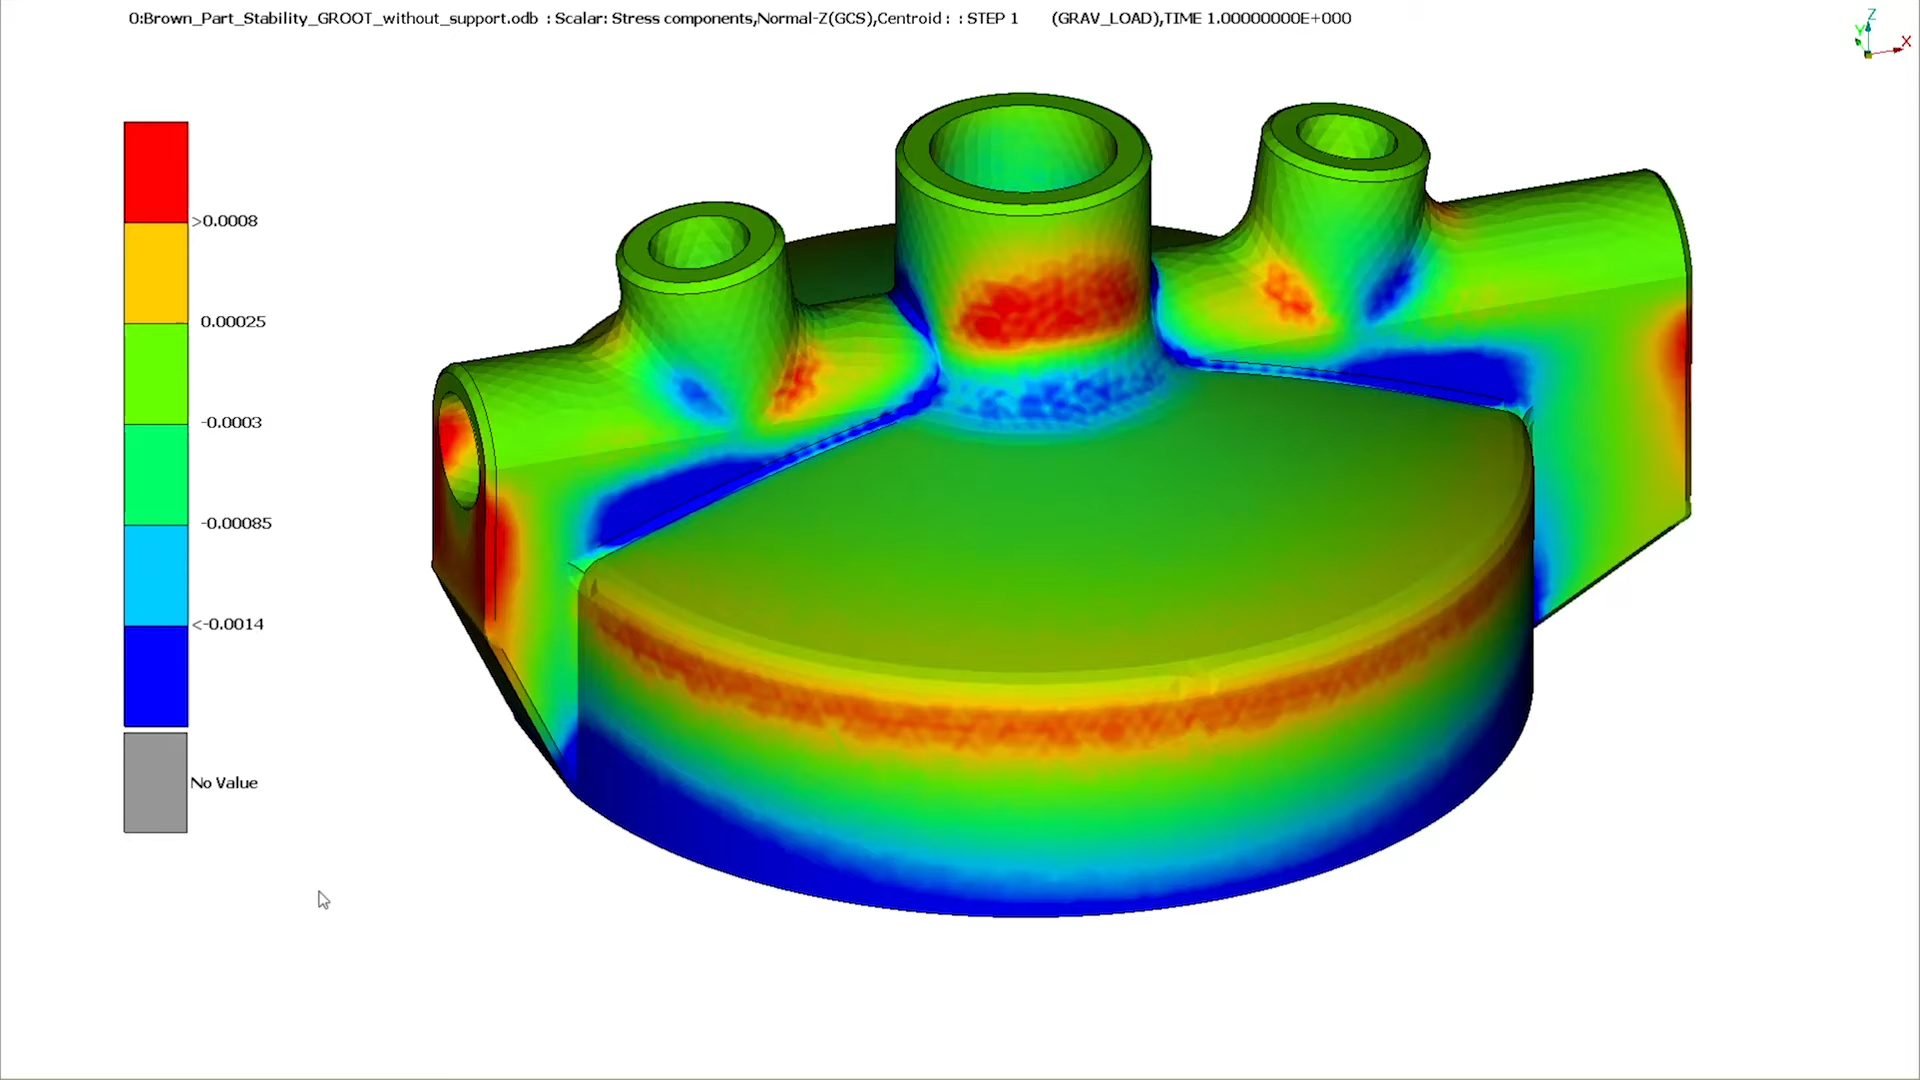 0:Brown_Part_Stability_GROOT_without_support.odb : Scalar: Stress components,Normal-Z(GCS),Centroid : : STEP 1 (GRAV_LOAD),TIME 1.00000000E+000
Z
Y
X
>0.0008
0.00025
-0.0003
-0.00085
<-0.0014
No Value